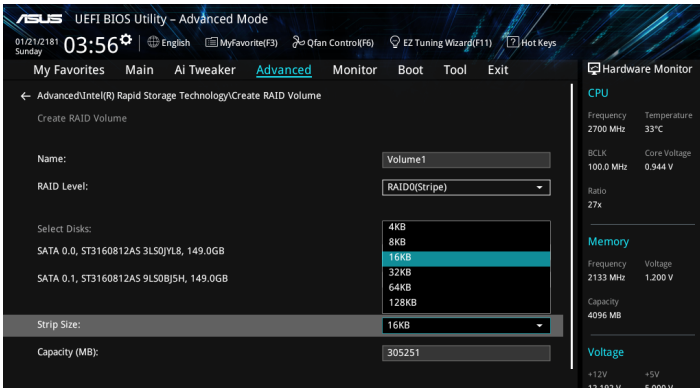 ASUS UEFI BIOS Utility – Advanced Mode
01/21/2181 Sunday 03:56 English MyFavorite(F3) Qfan Control(F6) EZ Tuning Wizard(F11) ? Hot Keys
My Favorites Main Ai Tweaker Advanced Monitor Boot Tool Exit
Hardware Monitor
← Advanced\Intel(R) Rapid Storage Technology\Create RAID Volume
Create RAID Volume
Name: Volume1
RAID Level: RAID0(Stripe)
Select Disks:
SATA 0.0, ST3160812AS 3LS0JYL8, 149.0GB
SATA 0.1, ST3160812AS 9LS0BJ5H, 149.0GB
4KB
8KB
16KB
32KB
64KB
128KB
Strip Size: 16KB
Capacity (MB): 305251
CPU
Frequency Temperature
2700 MHz 33°C
BCLK Core Voltage
100.0 MHz 0.944 V
Ratio
27x
Memory
Frequency Voltage
2133 MHz 1.200 V
Capacity
4096 MB
Voltage
+12V +5V
12.192 V 5.000 V